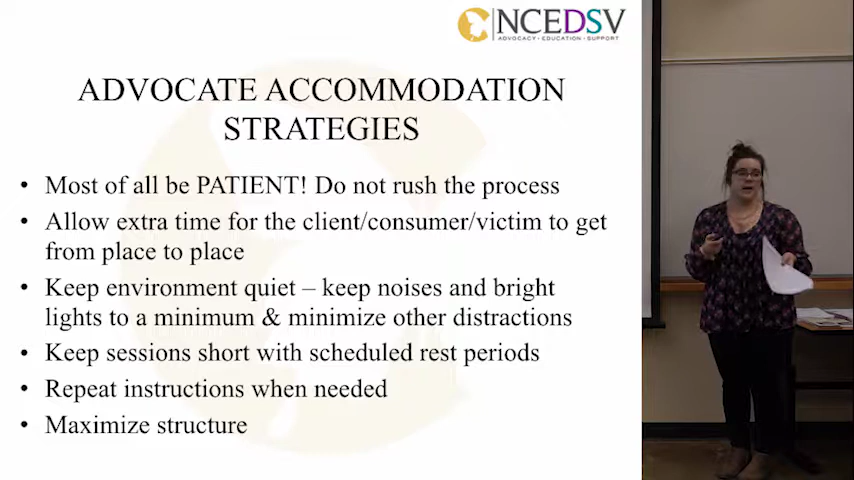 NCEDSV
ADVOCACY • EDUCATION • SUPPORT
ADVOCATE ACCOMMODATION
STRATEGIES
• Most of all be PATIENT! Do not rush the process
• Allow extra time for the client/consumer/victim to get
from place to place
• Keep environment quiet – keep noises and bright
lights to a minimum & minimize other distractions
• Keep sessions short with scheduled rest periods
• Repeat instructions when needed
• Maximize structure